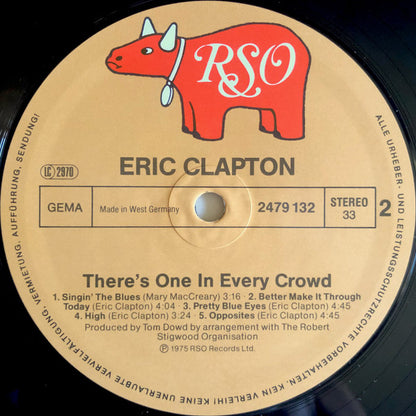 RSO
ERIC CLAPTON
LC 2970
GEMA
Made in West Germany
2479 132
STEREO
33
2
There's One In Every Crowd
1. Singin' The Blues (Mary MacCreary) 3:16 · 2. Better Make It Through
Today (Eric Clapton) 4:04 · 3. Pretty Blue Eyes (Eric Clapton) 4:45
4. High (Eric Clapton) 3:24 · 5. Opposites (Eric Clapton) 4:45
Produced by Tom Dowd by arrangement with The Robert
Stigwood Organisation
Ⓟ 1975 RSO Records Ltd.
ALLE URHEBER- UND LEISTUNGSSCHUTZRECHTE VORBEHALTEN. KEIN VERLEIH! KEINE UNERLAUBTE VERVIELFÄLTIGUNG, VERMIETUNG, AUFFÜHRUNG, SENDUNG!